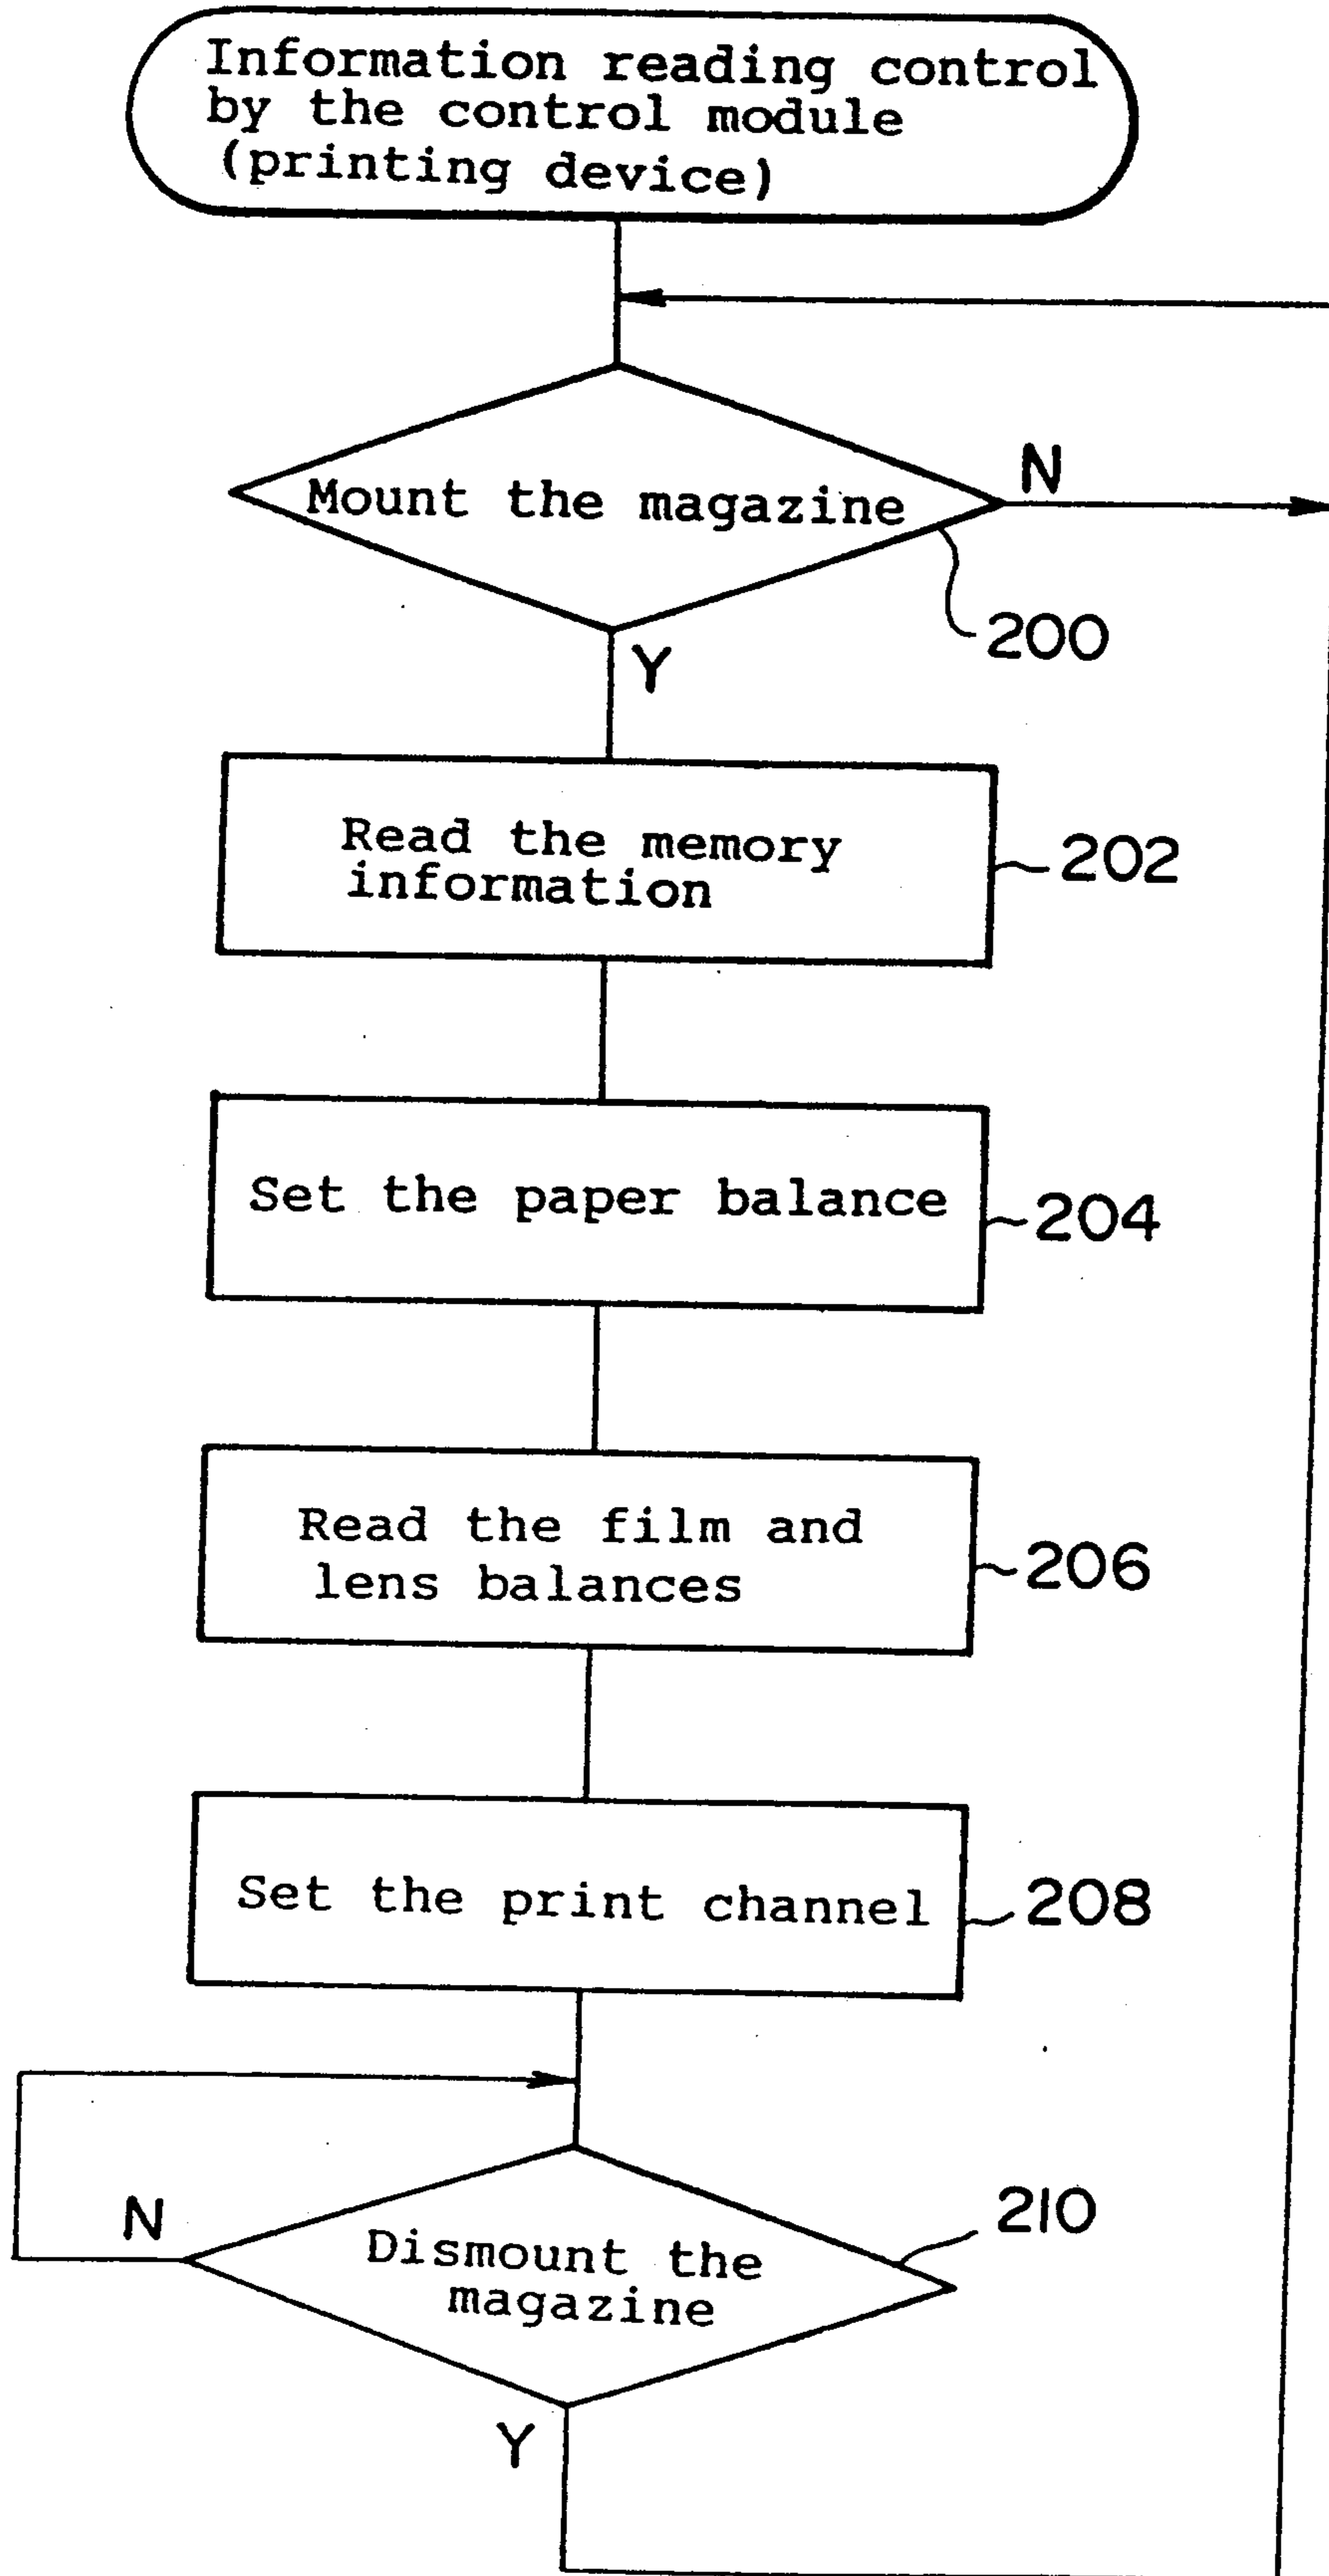 Information reading control
by the control module
(printing device)
Mount the magazine
N
200
Y
Read the memory
information
202
Set the paper balance
204
Read the film and
lens balances
206
Set the print channel
208
N
Dismount the
magazine
210
Y